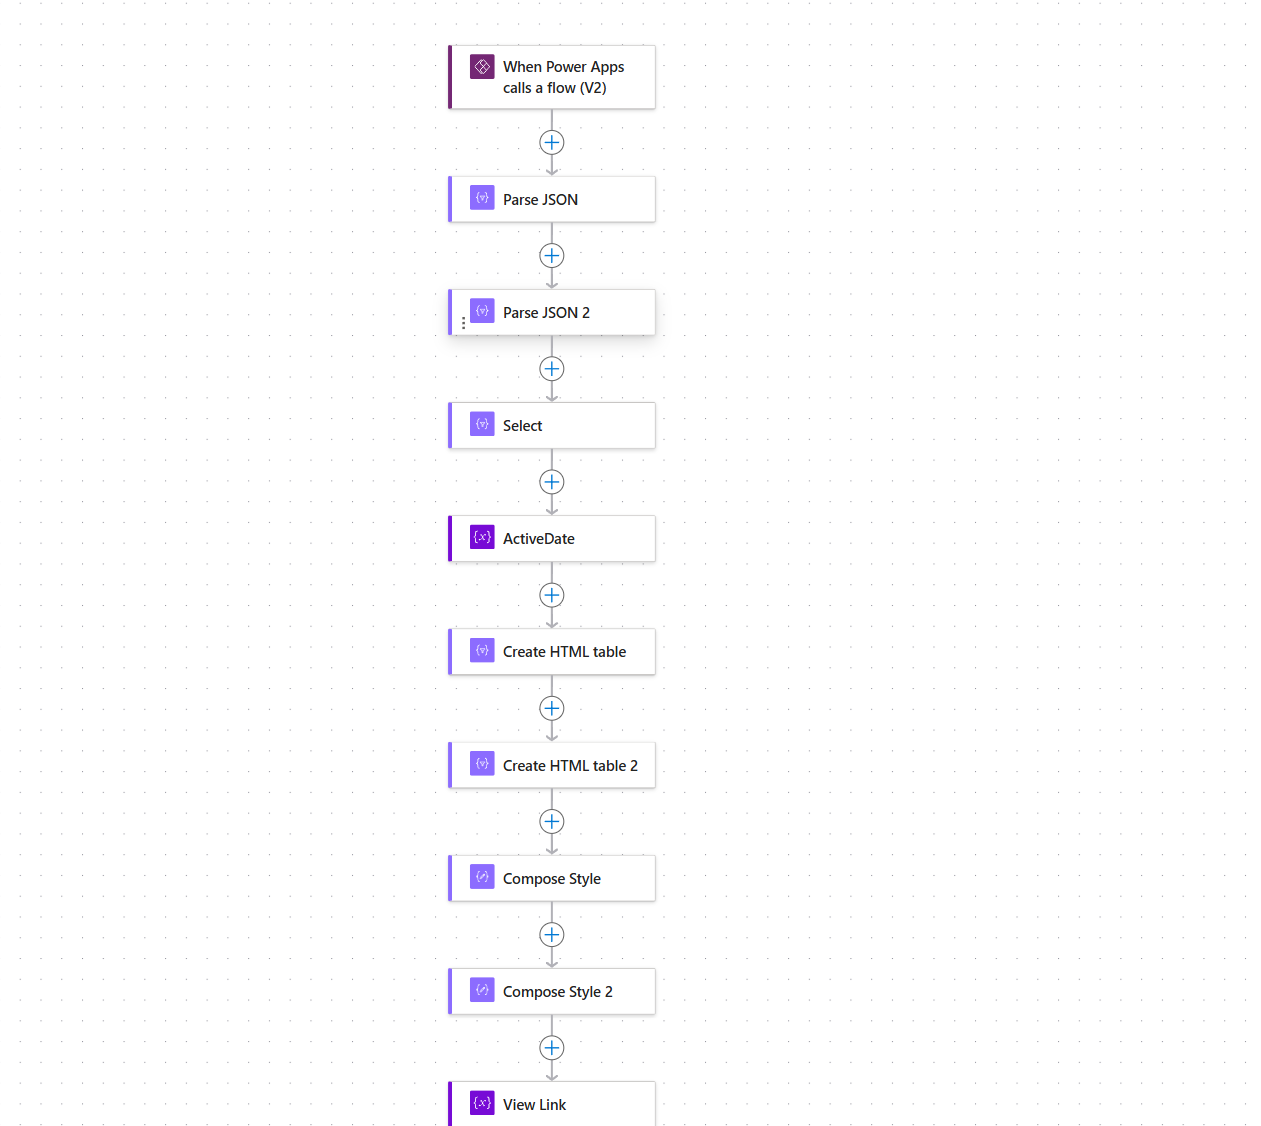 When Power Apps
calls a flow (V2)
Parse JSON
Parse JSON 2
Select
ActiveDate
Create HTML table
Create HTML table 2
Compose Style
Compose Style 2
View Link